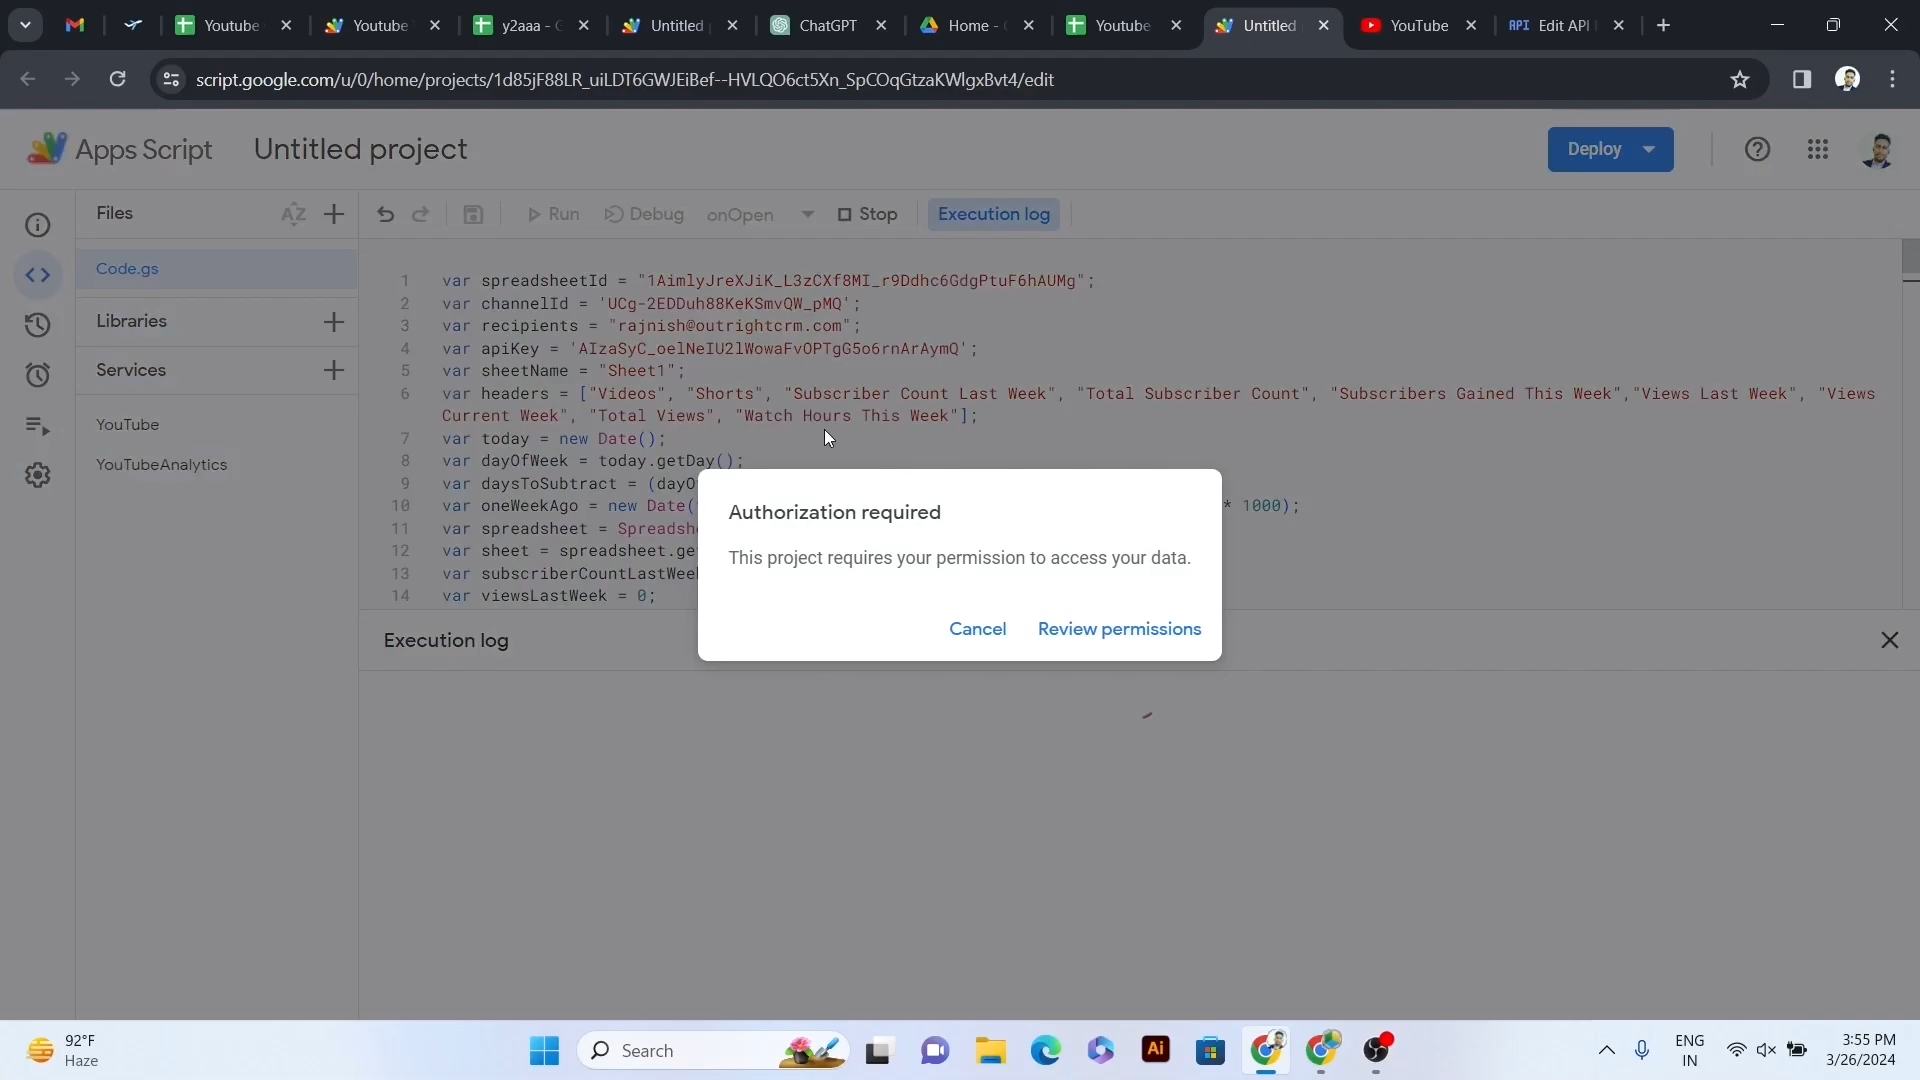 Youtube
Youtube
y2aaa - G
Untitled
ChatGPT
Home -
Youtube
Untitled
YouTube
API Edit API
script.google.com/u/0/home/projects/1d85jF88LR_uiLDT6GWJEiBef--HVLQO6ct5Xn_SpCOqGtzaKWlgxBvt4/edit
Apps Script
Untitled project
Deploy
Files
AZ
Run
Debug
onOpen
Stop
Execution log
Code.gs
Libraries
Services
YouTube
YouTubeAnalytics
1 var spreadsheetId = "1AimlyJreXJiK_L3zCXf8MI_r9Ddhc6GdgPtuF6hAUMg";
2 var channelId = 'UCg-2EDDuh88KeKSmvQW_pMQ';
3 var recipients = "rajnish@outrightcrm.com";
4 var apiKey = 'AIzaSyC_oelNeIU2lWowaFvOPTgG5o6rnArAymQ';
5 var sheetName = "Sheet1";
6 var headers = ["Videos", "Shorts", "Subscriber Count Last Week", "Total Subscriber Count", "Subscribers Gained This Week","Views Last Week", "Views
Current Week", "Total Views", "Watch Hours This Week"];
7 var today = new Date();
8 var dayOfWeek = today.getDay();
9 var daysToSubtract = (dayO
10 var oneWeekAgo = new Date( * 1000);
11 var spreadsheet = Spreadsh
12 var sheet = spreadsheet.ge
13 var subscriberCountLastWeek
14 var viewsLastWeek = 0;
Authorization required
This project requires your permission to access your data.
Cancel
Review permissions
Execution log
92°F
Haze
Search
Ai
ENG
IN
3:55 PM
3/26/2024